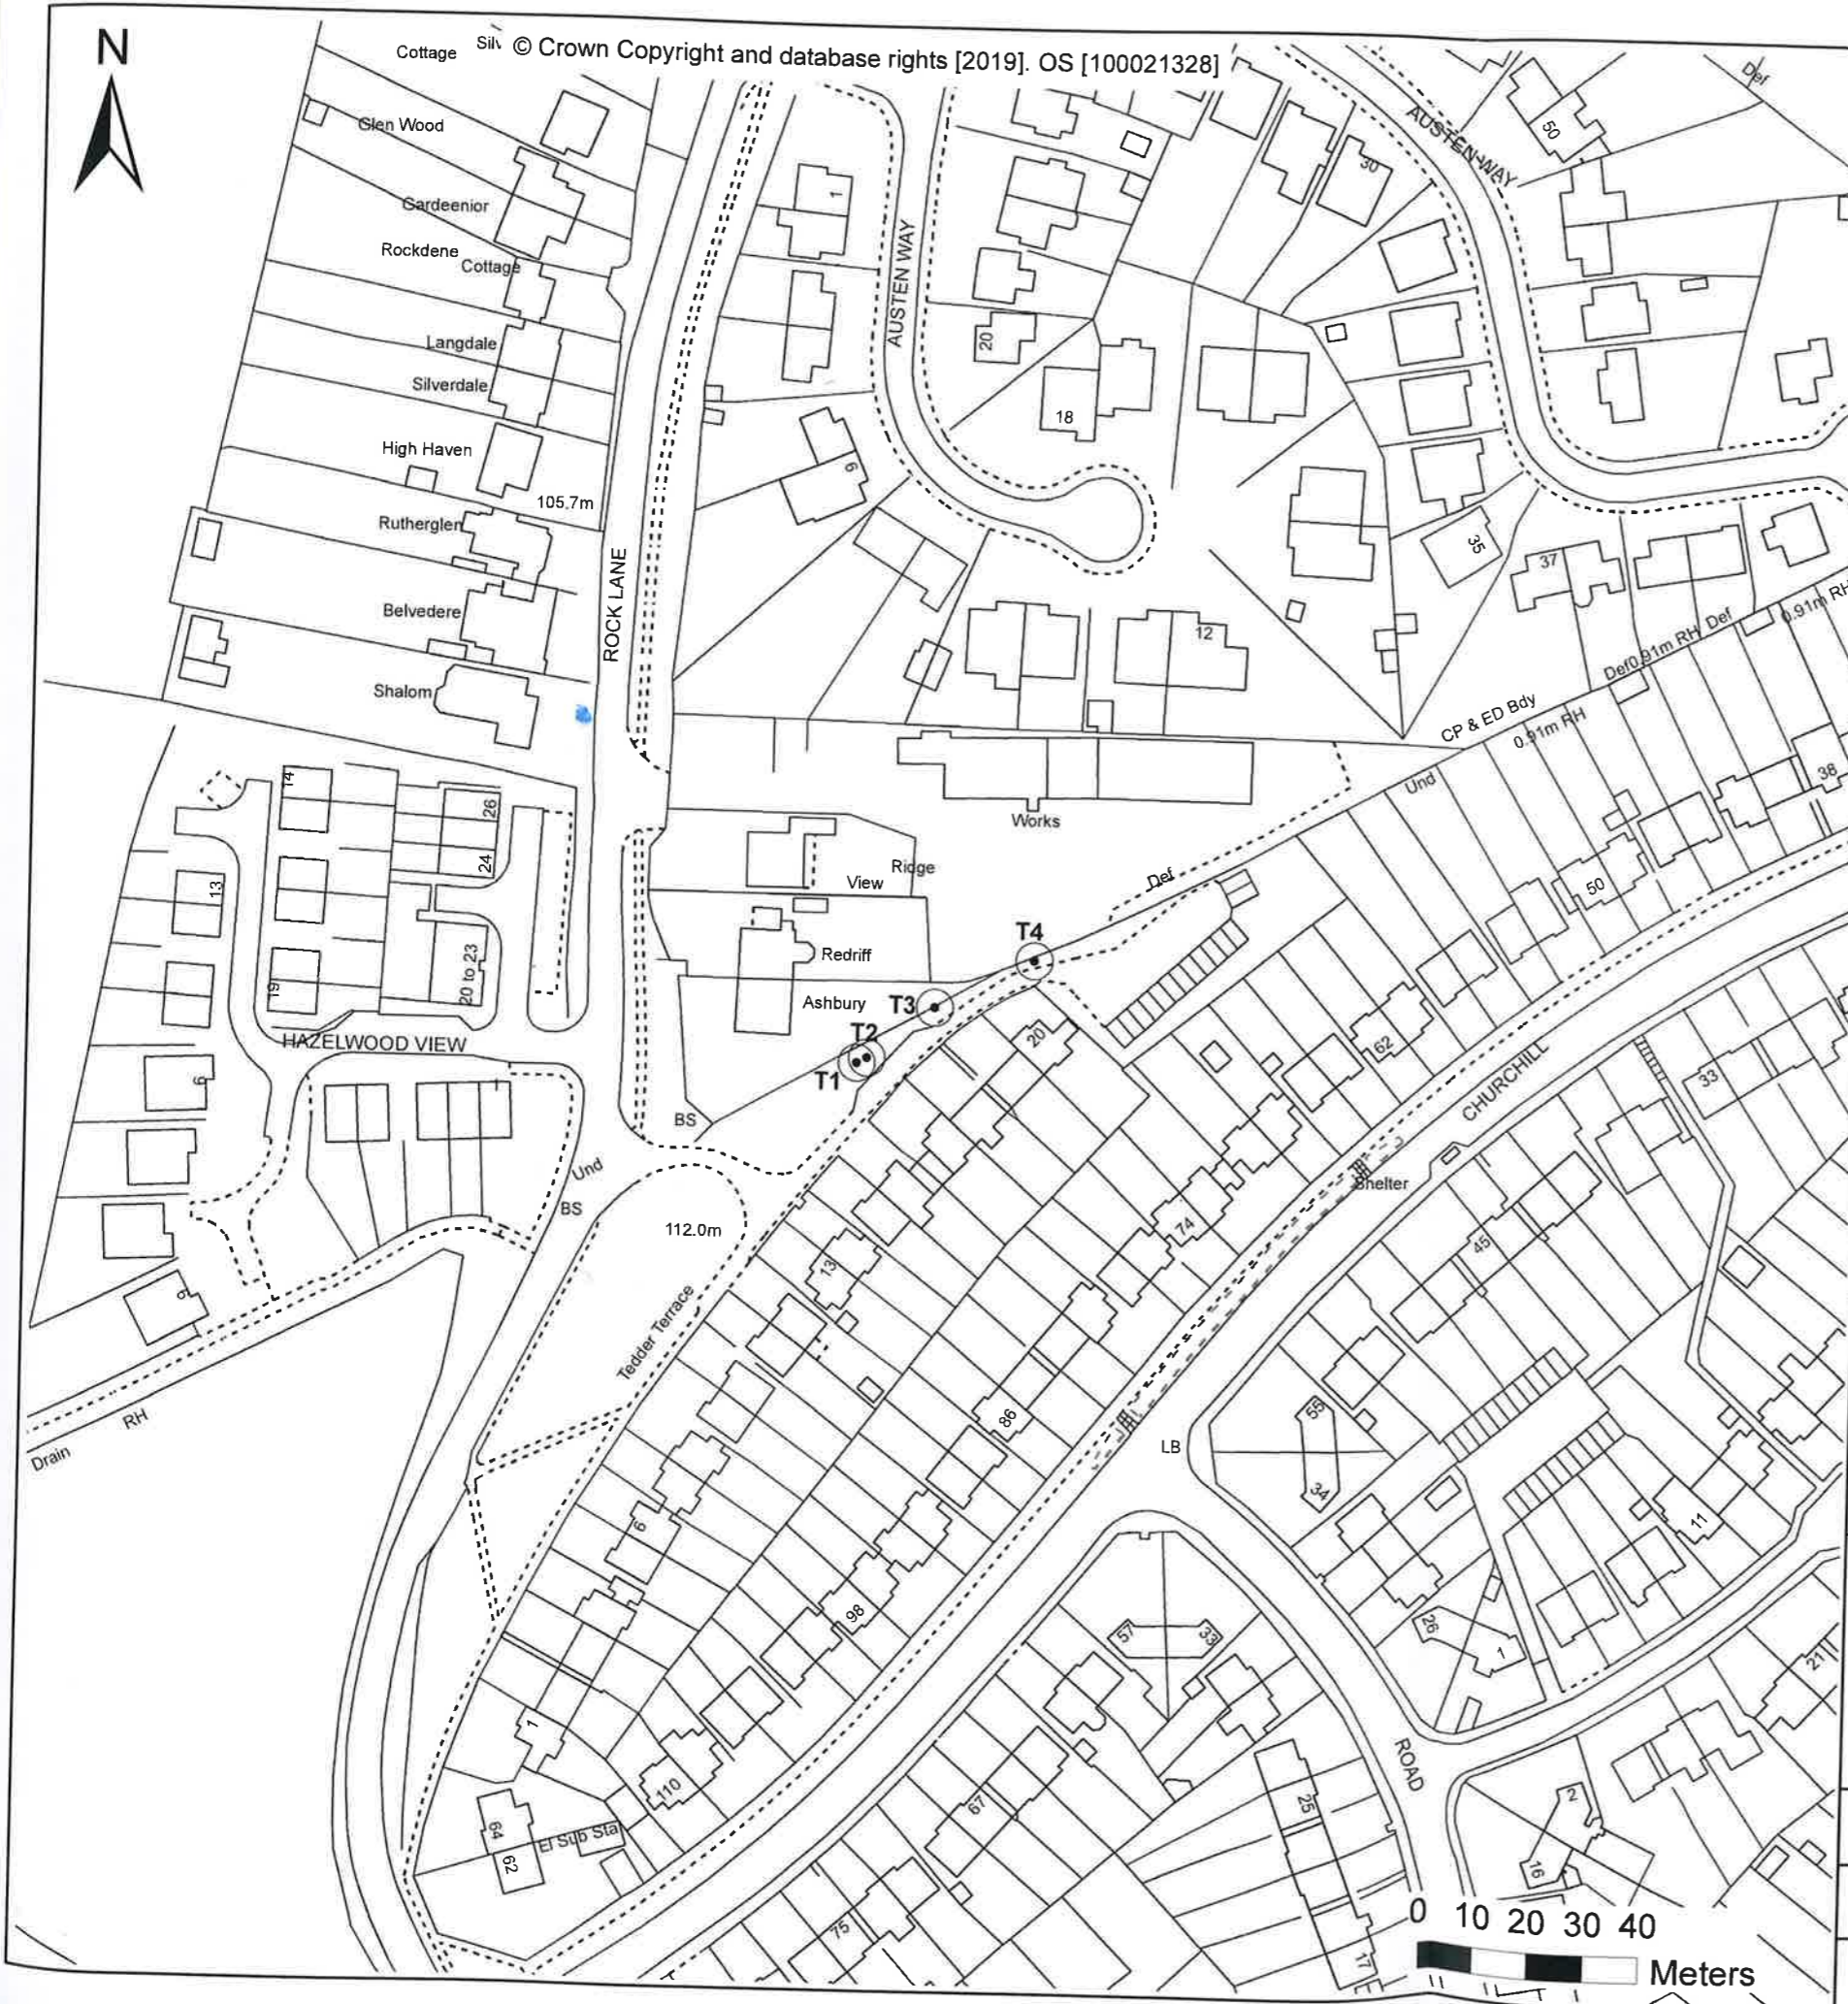 N
Cottage
© Crown Copyright and database rights [2019]. OS [100021328]
Def
Glen Wood
AUSTEN WAY
50
30
Gardeenior
1
Rockdene
Cottage
AUSTEN WAY
Langdale
20
Silverdale
18
High Haven
6
105.7m
Rutherglen
35
37
ROCK LANE
Belvedere
12
0.91m RH
Def
Def
0.91m RH
Shalom
CP & ED Bdy
0.91m RH
14
26
Und
38
Works
24
Ridge
View
13
Def
50
T4
Redriff
20 to 23
19
Ashbury
T3
T2
HAZELWOOD VIEW
20
62
T1
9
33
CHURCHILL
BS
Und
Shelter
BS
112.0m
74
45
13
6
Tedder Terrace
RH
Drain
86
55
LB
34
6
11
98
57
33
26
1
21
1
ROAD
110
2
67
25
64
El Sub Sta
62
16
75
17
0 10 20 30 40
Meters